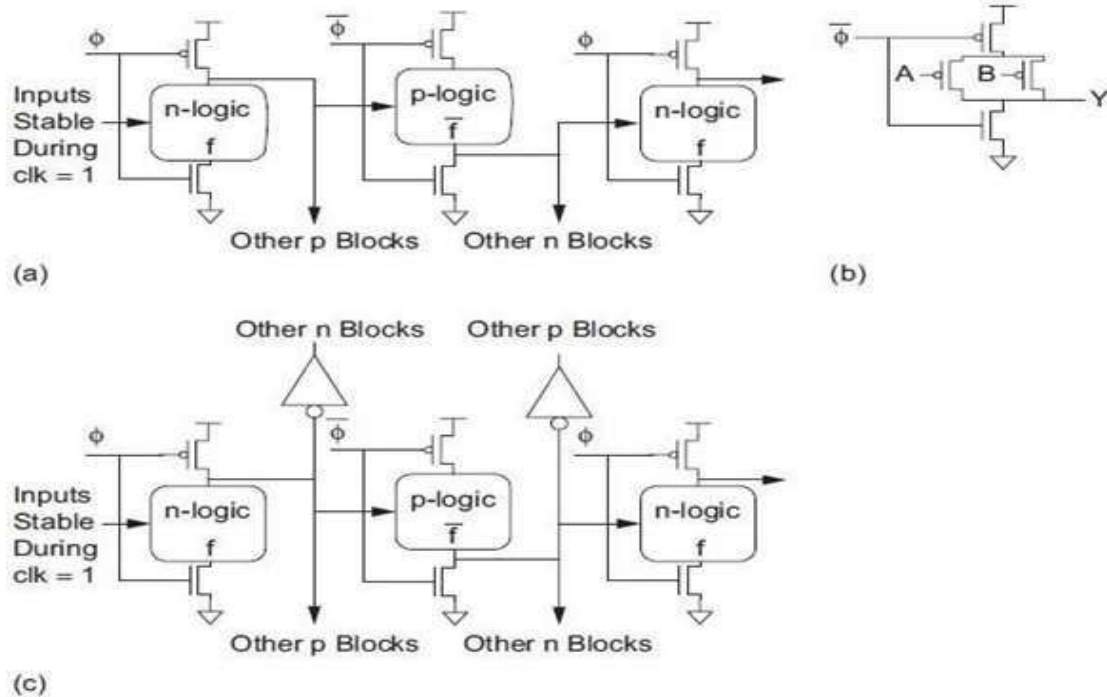 ϕ
ϕ̅
ϕ
ϕ̅
Inputs
Stable
During
clk = 1
n-logic
f
p-logic
f̅
n-logic
f
A
B
Y
Other p Blocks
Other n Blocks
(a)
(b)
Other n Blocks
Other p Blocks
ϕ
ϕ̅
ϕ
Inputs
Stable
During
clk = 1
n-logic
f
p-logic
f̅
n-logic
f
Other p Blocks
Other n Blocks
(c)